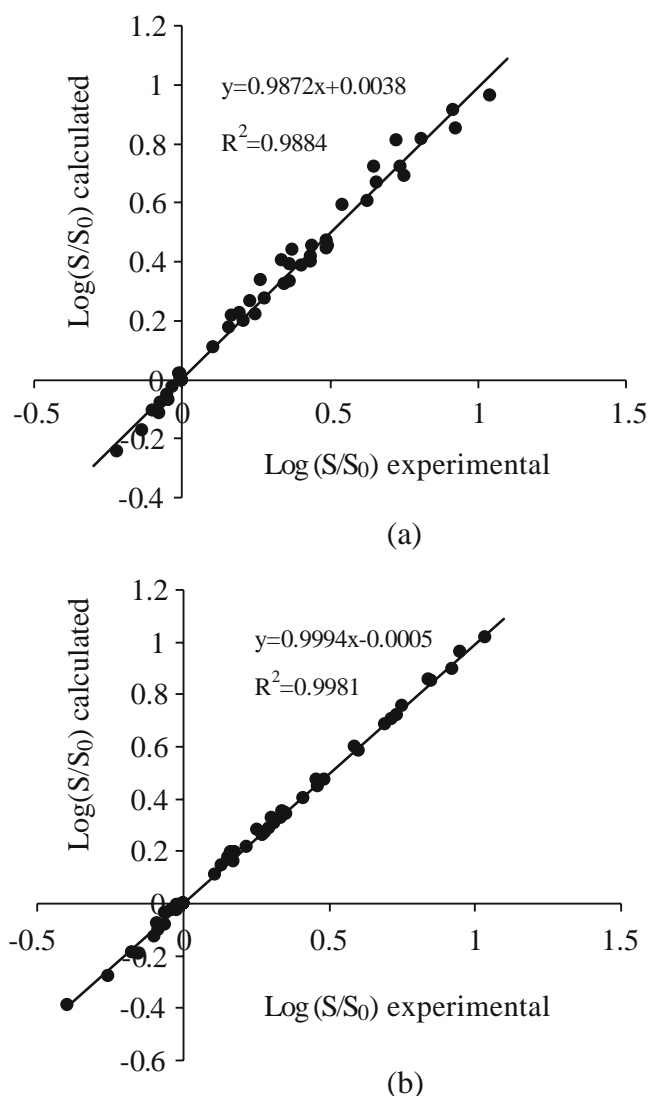 1.2
y=0.9872x+0.0038
1
R²=0.9884
0.8
0.6
0.4
0.2
0
-0.5
0
0.5
1
1.5
-0.2
-0.4
Log(S/S₀) calculated
Log (S/S₀) experimental
(a)
1.2
y=0.9994x-0.0005
1
R²=0.9981
0.8
0.6
0.4
0.2
0
-0.5
0
0.5
1
1.5
-0.2
-0.4
-0.6
Log(S/S₀) calculated
Log (S/S₀) experimental
(b)